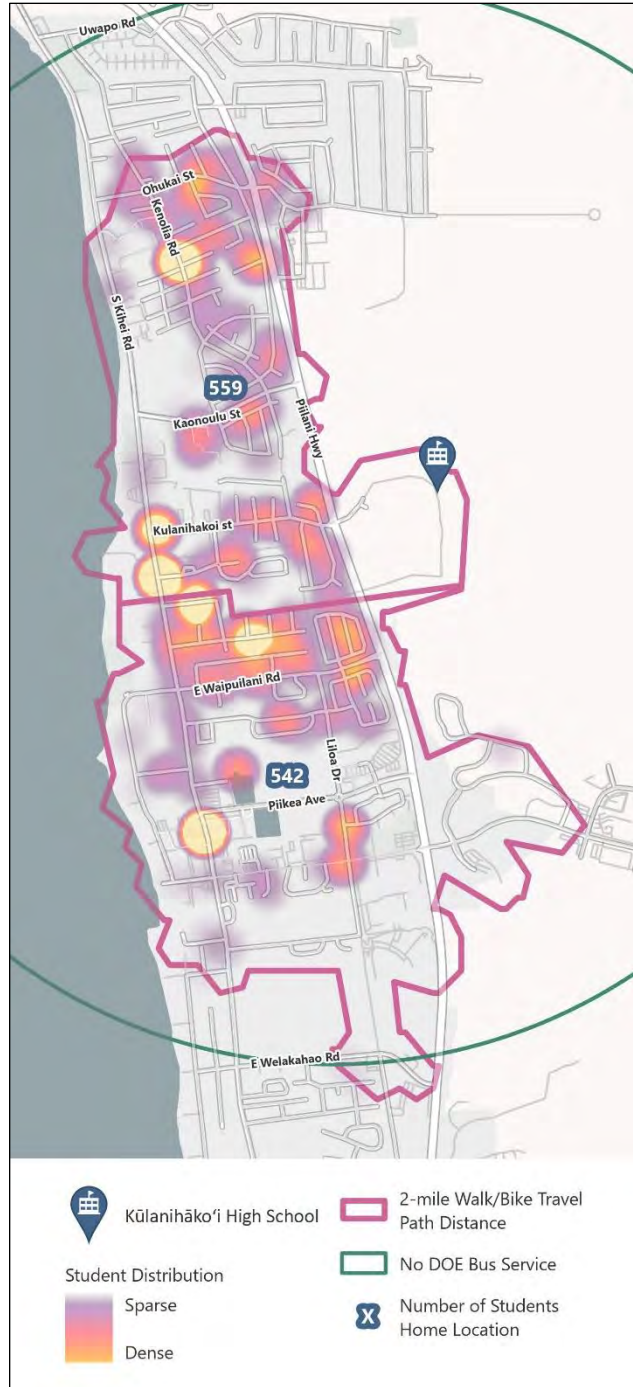 Uwapo Rd
Ohukai St
Kenolia Rd
S Kihei Rd
559
Kaonoulu St
Piilani Hwy
Kulanihakoi st
E Waipuilani Rd
Liloa Dr
542
Piikea Ave
E Welakahao Rd
Kūlanihākoʻi High School
Student Distribution
Sparse
Dense
2-mile Walk/Bike Travel
Path Distance
No DOE Bus Service
X
Number of Students
Home Location